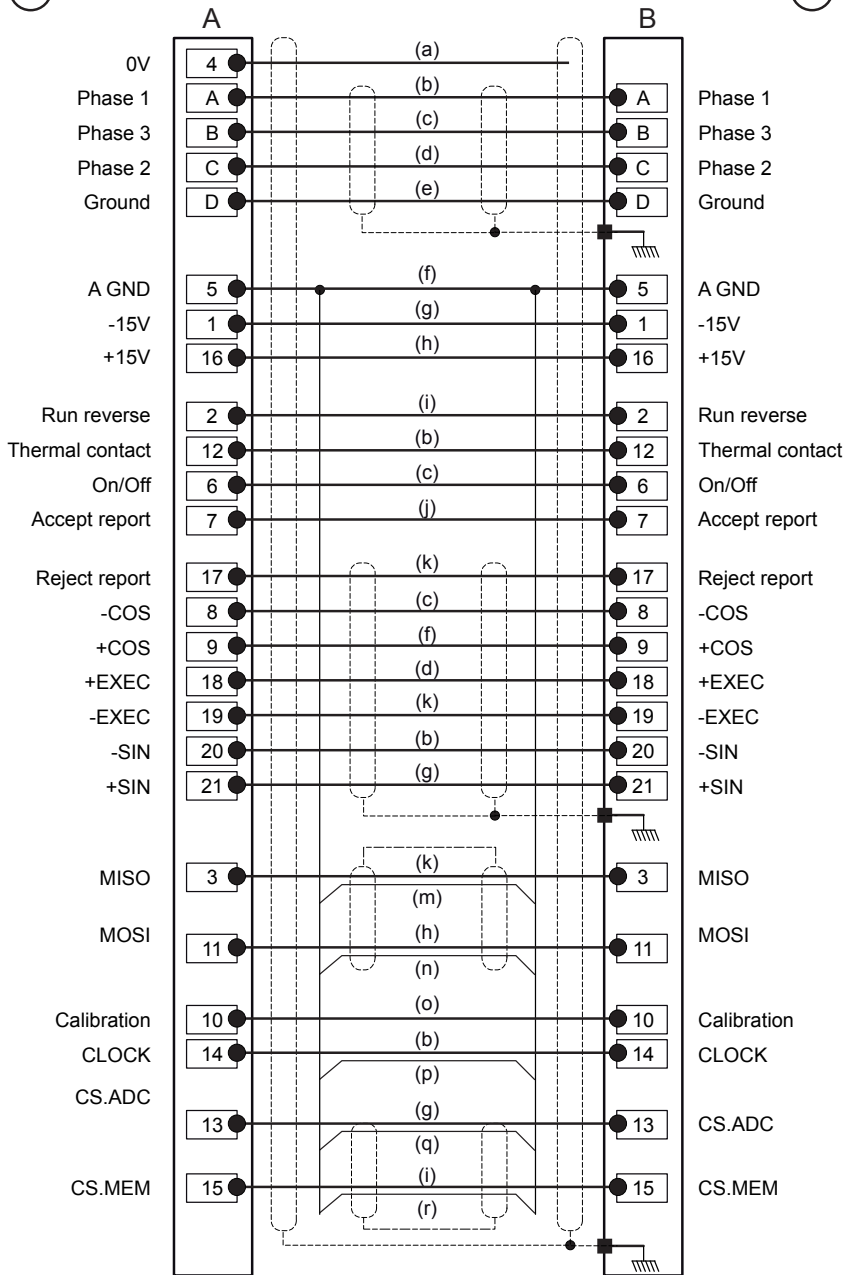 A B
0V 4 (a)
Phase 1 A (b) A Phase 1
Phase 3 B (c) B Phase 3
Phase 2 C (d) C Phase 2
Ground D (e) D Ground
A GND 5 (f) 5 A GND
-15V 1 (g) 1 -15V
+15V 16 (h) 16 +15V
Run reverse 2 (i) 2 Run reverse
Thermal contact 12 (b) 12 Thermal contact
On/Off 6 (c) 6 On/Off
Accept report 7 (j) 7 Accept report
Reject report 17 (k) 17 Reject report
-COS 8 (c) 8 -COS
+COS 9 (f) 9 +COS
+EXEC 18 (d) 18 +EXEC
-EXEC 19 (k) 19 -EXEC
-SIN 20 (b) 20 -SIN
+SIN 21 (g) 21 +SIN
MISO 3 (k) 3 MISO
(m)
MOSI 11 (h) 11 MOSI
(n)
Calibration 10 (o) 10 Calibration
CLOCK 14 (b) 14 CLOCK
(p)
CS.ADC 13 (g) 13 CS.ADC
(q)
CS.MEM 15 (i) 15 CS.MEM
(r)